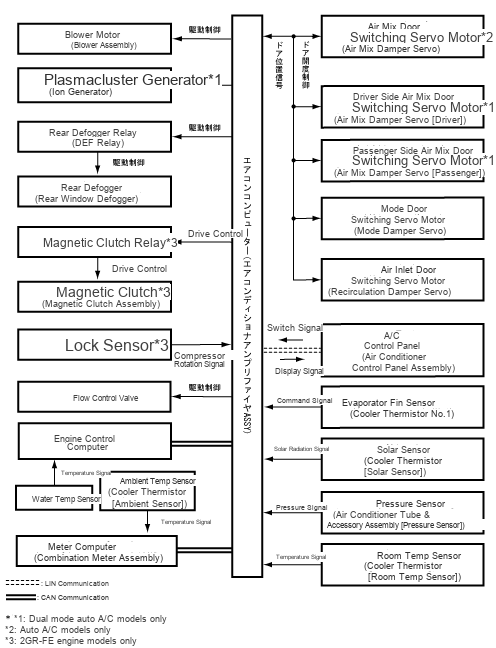 Blower Motor
(Blower Assembly)
駆動制御
Plasmacluster Generator*1
(Ion Generator)
Rear Defogger Relay
(DEF Relay)
駆動制御
駆動制御
Rear Defogger
(Rear Window Defogger)
Magnetic Clutch Relay*3
Drive Control
Drive Control
Magnetic Clutch*3
(Magnetic Clutch Assembly)
Lock Sensor*3
Compressor
Rotation Signal
Flow Control Valve
駆動制御
Engine Control
Computer
Temperature Signal
Water Temp Sensor
Ambient Temp Sensor
(Cooler Thermistor
[Ambient Sensor])
Temperature Signal
Meter Computer
(Combination Meter Assembly)
エアコンコンピューター(エアコンディショナアンプリファイヤASSY)
ドア位置信号
ドア開度制御
Air Mix Door
Switching Servo Motor*2
(Air Mix Damper Servo)
Driver Side Air Mix Door
Switching Servo Motor*1
(Air Mix Damper Servo [Driver])
Passenger Side Air Mix Door
Switching Servo Motor*1
(Air Mix Damper Servo [Passenger])
Mode Door
Switching Servo Motor
(Mode Damper Servo)
Air Inlet Door
Switching Servo Motor
(Recirculation Damper Servo)
Switch Signal
Display Signal
A/C
Control Panel
(Air Conditioner
Control Panel Assembly)
Command Signal
Evaporator Fin Sensor
(Cooler Thermistor No.1)
Solar Radiation Signal
Solar Sensor
(Cooler Thermistor
[Solar Sensor])
Pressure Signal
Pressure Sensor
(Air Conditioner Tube &
Accessory Assembly [Pressure Sensor])
Temperature Signal
Room Temp Sensor
(Cooler Thermistor
[Room Temp Sensor])
: LIN Communication
: CAN Communication
* *1: Dual mode auto A/C models only
*2: Auto A/C models only
*3: 2GR-FE engine models only